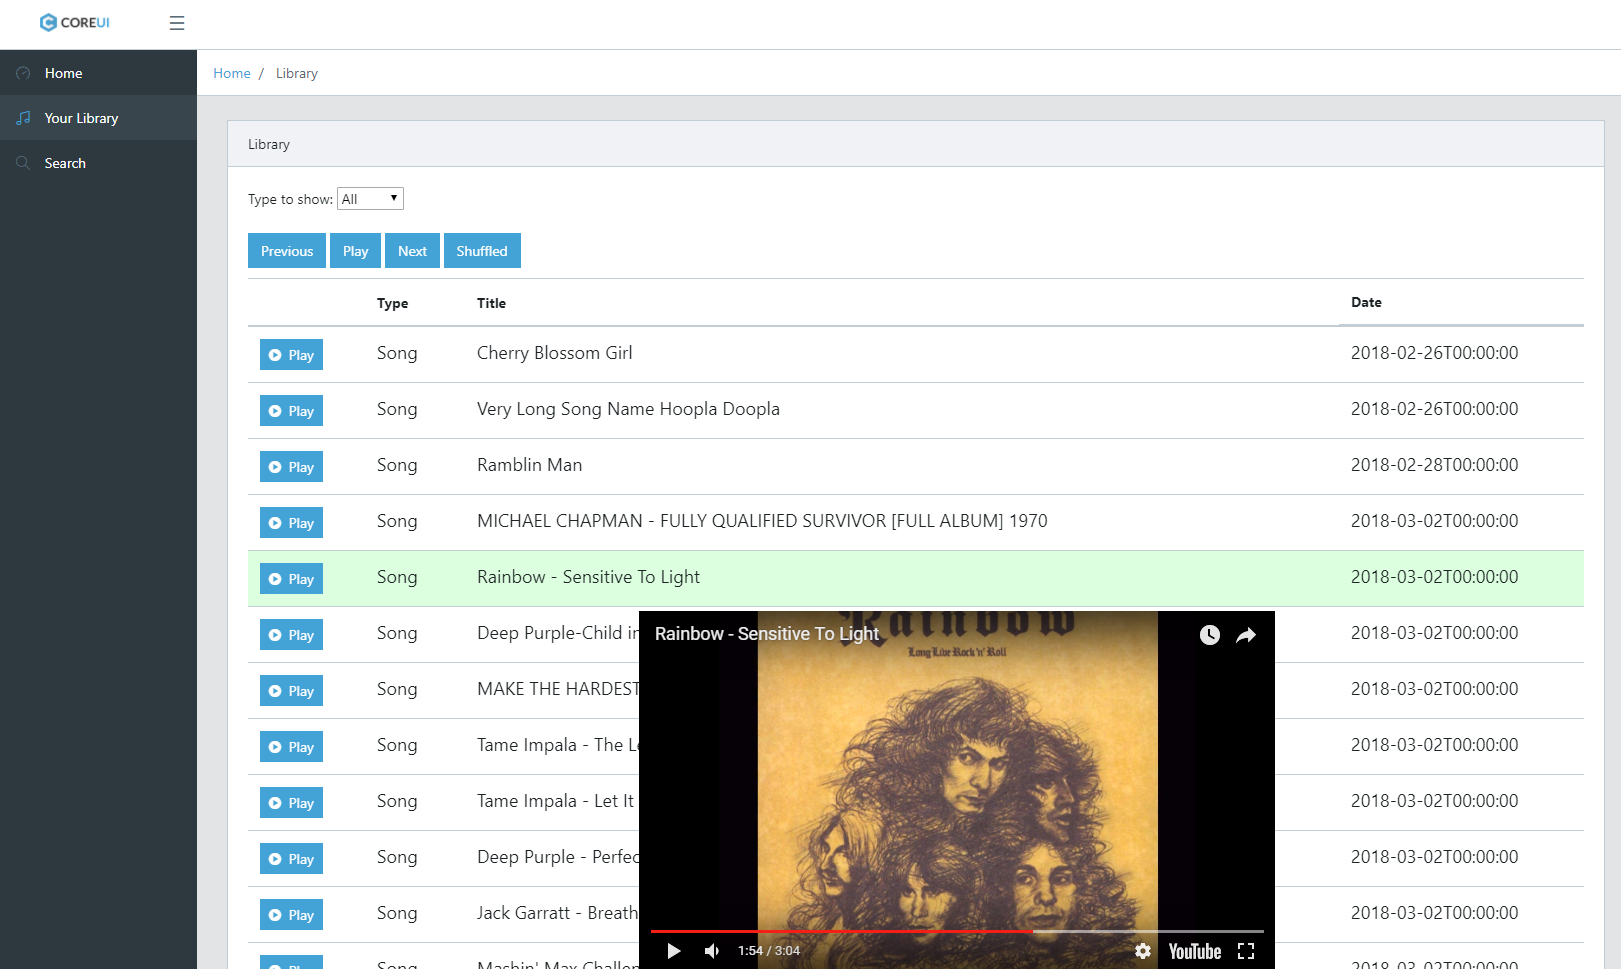 COREUI
Home
Your Library
Search
Home / Library
Library
Type to show: All
Previous Play Next Shuffled
Type Title Date
Play Song Cherry Blossom Girl 2018-02-26T00:00:00
Play Song Very Long Song Name Hoopla Doopla 2018-02-26T00:00:00
Play Song Ramblin Man 2018-02-28T00:00:00
Play Song MICHAEL CHAPMAN - FULLY QUALIFIED SURVIVOR [FULL ALBUM] 1970 2018-03-02T00:00:00
Play Song Rainbow - Sensitive To Light 2018-03-02T00:00:00
Play Song Deep Purple-Child in 2018-03-02T00:00:00
Play Song MAKE THE HARDEST 2018-03-02T00:00:00
Play Song Tame Impala - The 2018-03-02T00:00:00
Play Song Tame Impala - Let It 2018-03-02T00:00:00
Play Song Deep Purple - Perfec 2018-03-02T00:00:00
Play Song Jack Garratt - Breath 2018-03-02T00:00:00
Play Song Mashin' Max Challen 2018-03-02T00:00:00
Rainbow - Sensitive To Light
Rainbow
Long Live Rock 'n' Roll
1:54 / 3:04
YouTube